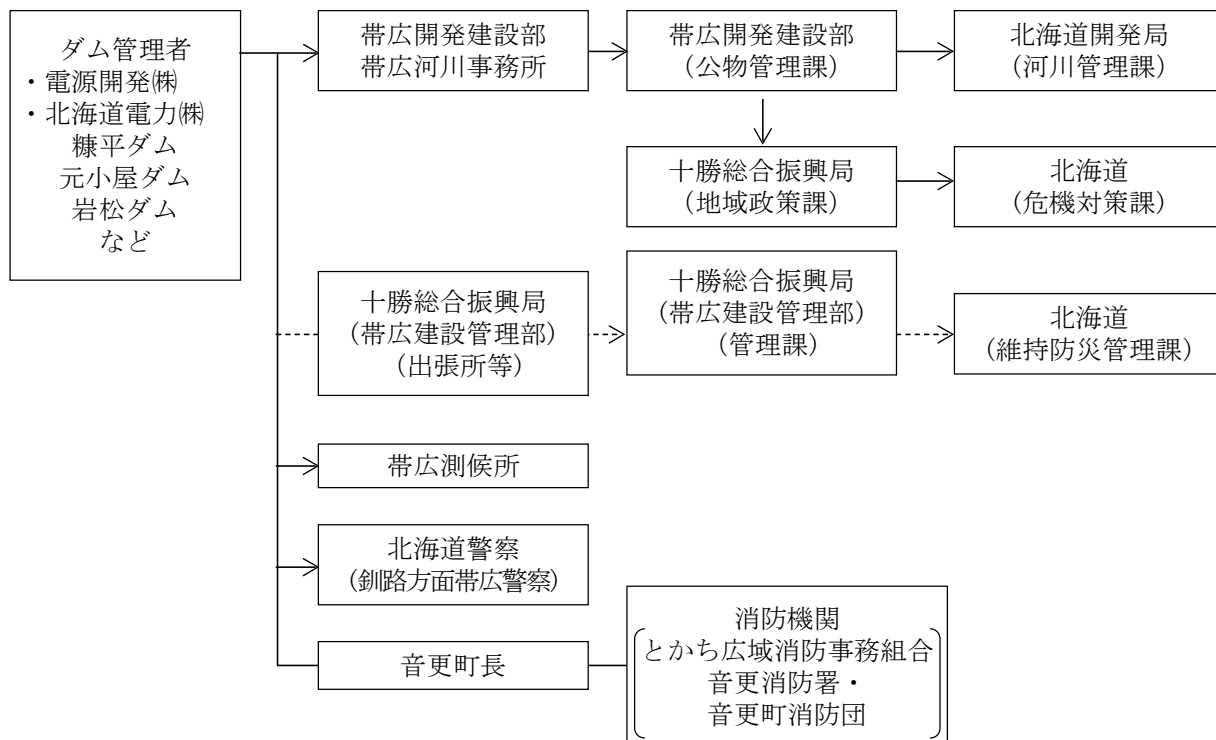 ダム管理者
・電源開発㈱
・北海道電力㈱
糠平ダム
元小屋ダム
岩松ダム
など
帯広開発建設部
帯広河川事務所
帯広開発建設部
(公物管理課)
北海道開発局
(河川管理課)
十勝総合振興局
(地域政策課)
北海道
(危機対策課)
十勝総合振興局
(帯広建設管理部)
(出張所等)
十勝総合振興局
(帯広建設管理部)
(管理課)
北海道
(維持防災管理課)
帯広測候所
北海道警察
(釧路方面帯広警察)
音更町長
消防機関
とかち広域消防事務組合
音更消防署・
音更町消防団